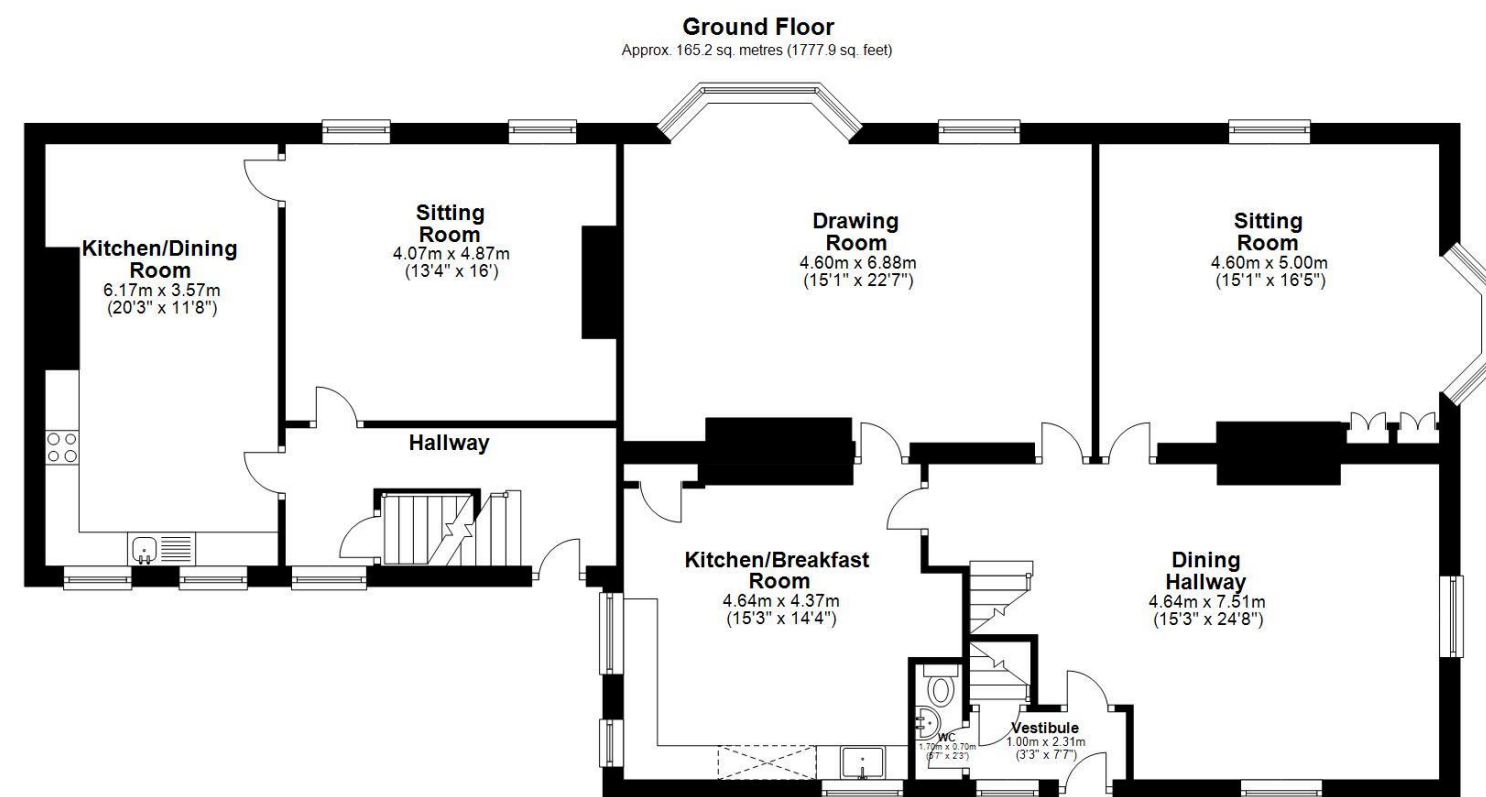 Ground Floor
Approx. 165.2 sq. metres (1777.9 sq. feet)
Kitchen/Dining
Room
6.17m x 3.57m
(20'3" x 11'8")
Sitting
Room
4.07m x 4.87m
(13'4" x 16')
Drawing
Room
4.60m x 6.88m
(15'1" x 22'7")
Sitting
Room
4.60m x 5.00m
(15'1" x 16'5")
Hallway
Kitchen/Breakfast
Room
4.64m x 4.37m
(15'3" x 14'4")
Dining
Hallway
4.64m x 7.51m
(15'3" x 24'8")
WC
1.70m x 0.70m
(5'7" x 2'3")
Vestibule
1.00m x 2.31m
(3'3" x 7'7")